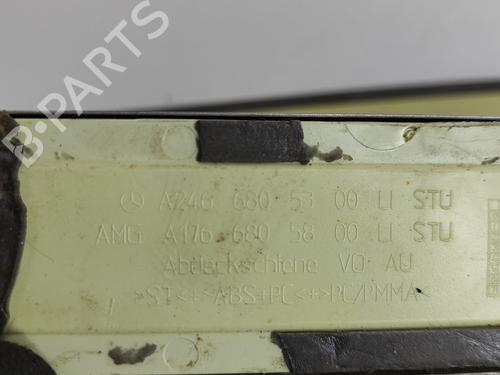 B-PARTS
A246 680 53 00 LI STU
AMG A176 680 58 00 LI STU
Abdeckschiene VO AU
>ST<+>ABS+PC<+>PC/PMMA<